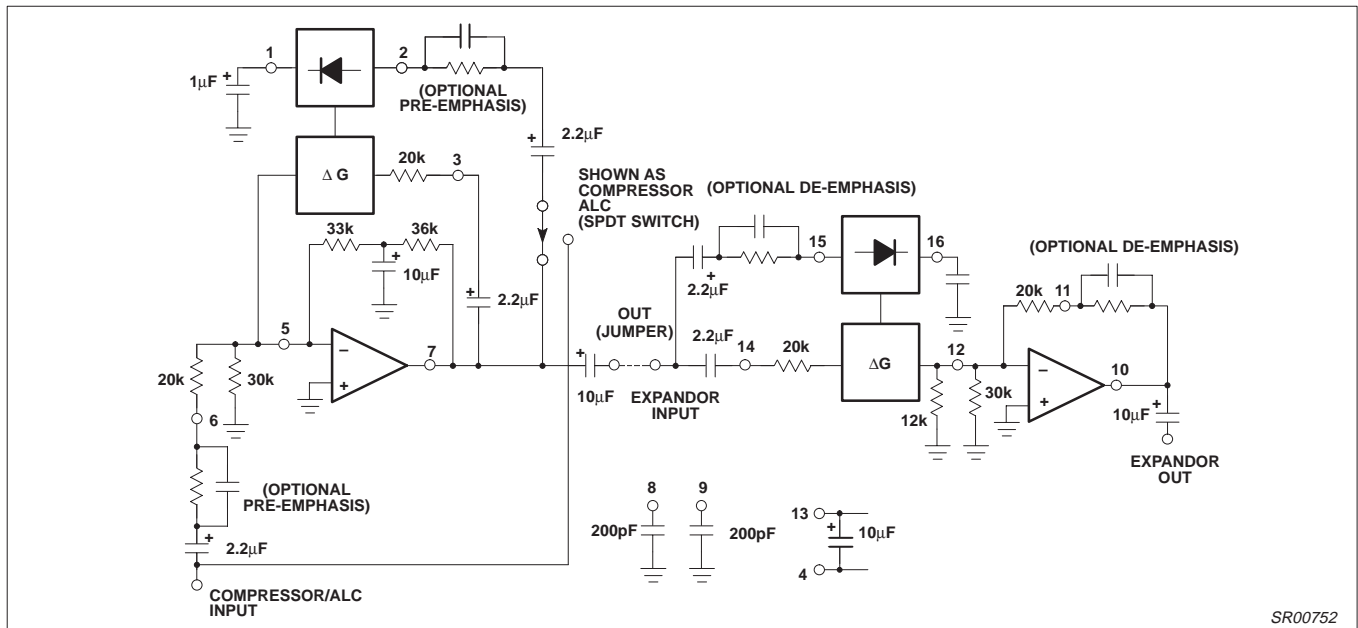 1
2
1µF
+
(OPTIONAL
PRE-EMPHASIS)
+
2.2µF
Δ G
20k
3
SHOWN AS
COMPRESSOR
ALC
(SPDT SWITCH)
(OPTIONAL DE-EMPHASIS)
33k
36k
+
10µF
+
2.2µF
15
16
+
2.2µF
(OPTIONAL DE-EMPHASIS)
20k
11
OUT
(JUMPER)
2.2µF
14
20k
ΔG
12
5
−
+
7
+
10µF
EXPANDOR
INPUT
12k
30k
−
+
10
10µF
+
EXPANDOR
OUT
20k
30k
6
(OPTIONAL
PRE-EMPHASIS)
+
2.2µF
COMPRESSOR/ALC
INPUT
8
9
200pF
200pF
13
+
10µF
4
SR00752